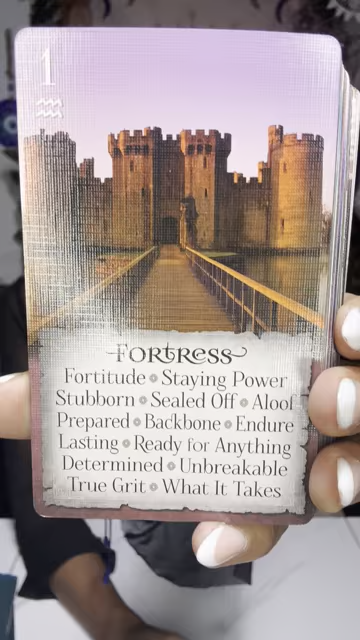 1
♒
FORTRESS
Fortitude • Staying Power
Stubborn • Sealed Off • Aloof
Prepared • Backbone • Endure
Lasting • Ready for Anything
Determined • Unbreakable
True Grit • What It Takes